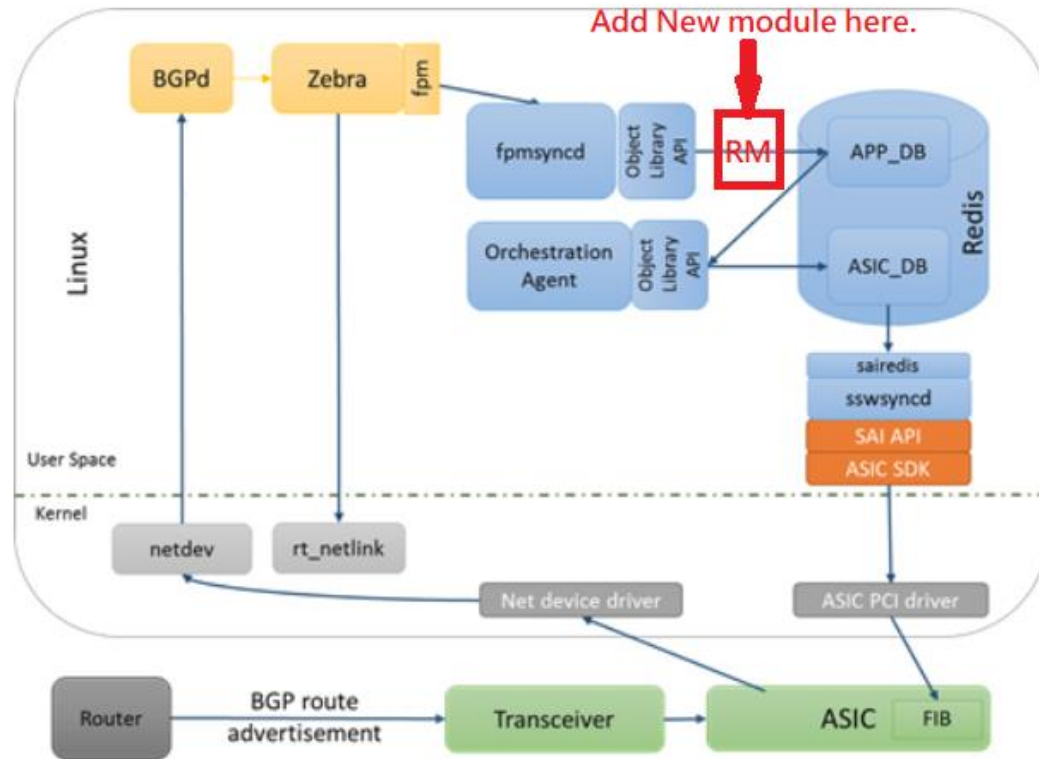 Add New module here.
BGPd
Zebra
fpm
fpmsyncd
Object
Library
API
RM
APP_DB
Redis
Linux
Orchestration
Agent
Object
Library
API
ASIC_DB
sairedis
sswsyncd
SAI API
ASIC SDK
User Space
Kernel
netdev
rt_netlink
Net device driver
ASIC PCI driver
Router
BGP route
advertisement
Transceiver
ASIC
FIB